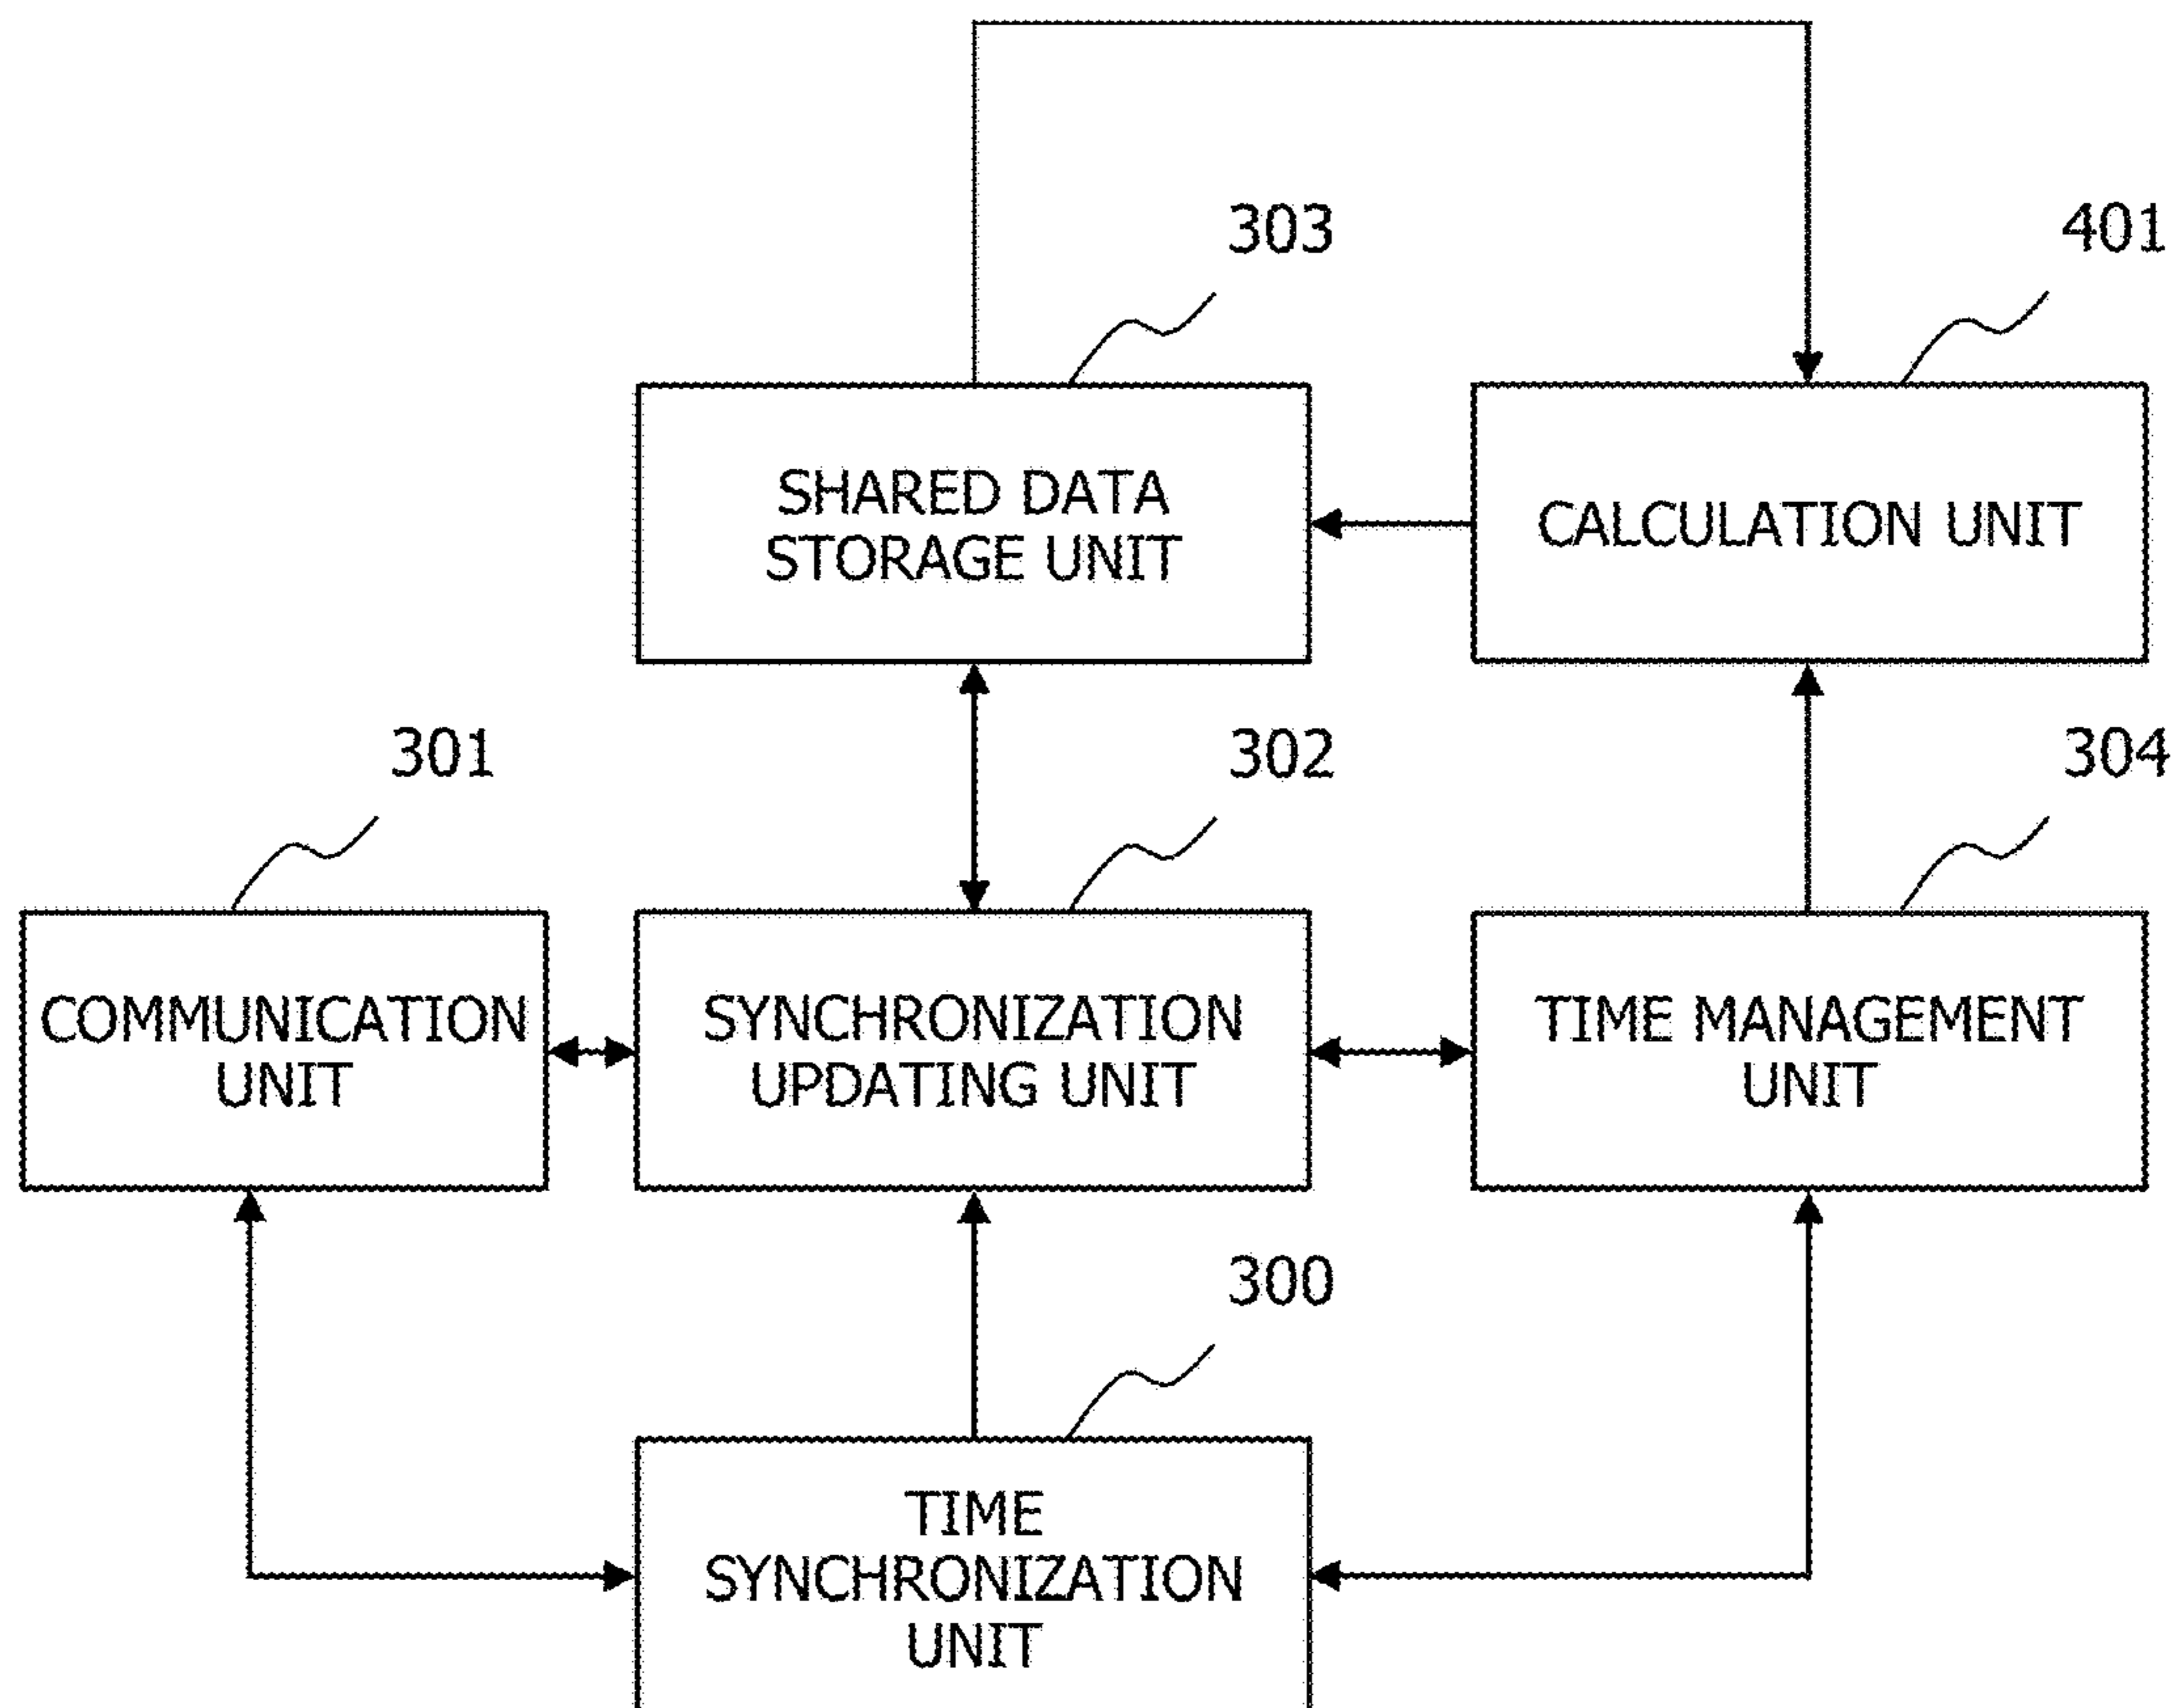 303
401
SHARED DATA
STORAGE UNIT
CALCULATION UNIT
301
302
304
COMMUNICATION
UNIT
SYNCHRONIZATION
UPDATING UNIT
TIME MANAGEMENT
UNIT
300
TIME
SYNCHRONIZATION
UNIT